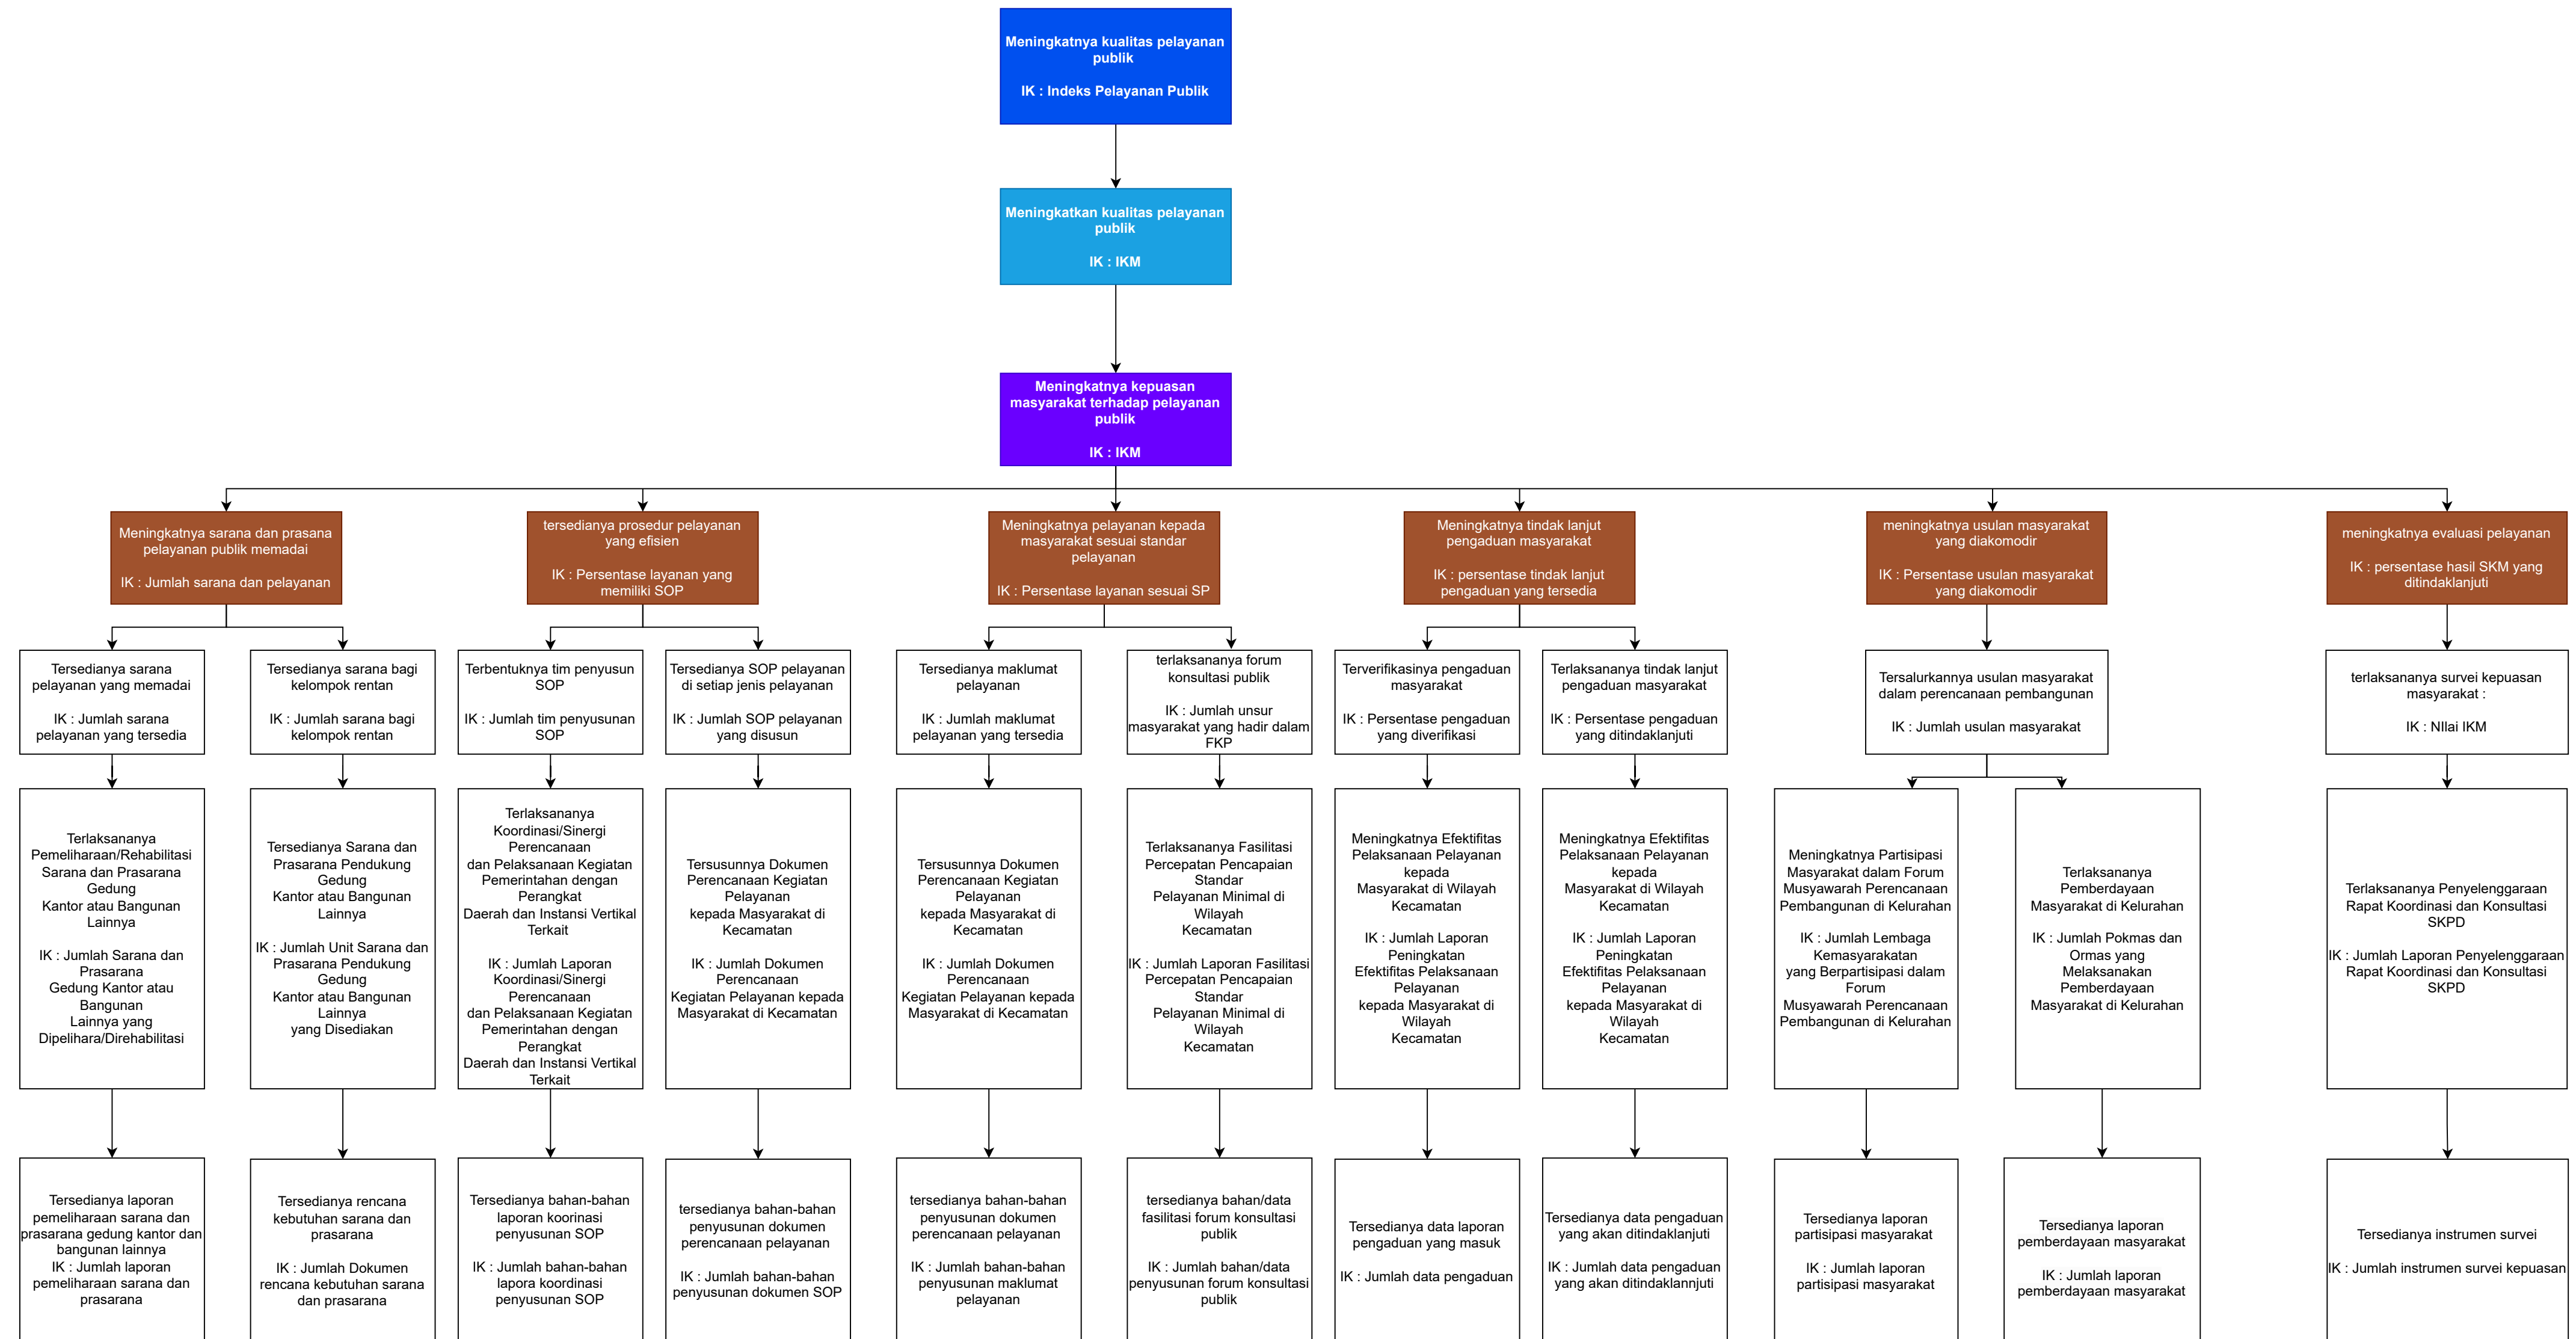 Meningkatnya kualitas pelayanan
publik
IK : Indeks Pelayanan Publik
Meningkatkan kualitas pelayanan
publik
IK : IKM
Meningkatnya kepuasan
masyarakat terhadap pelayanan
publik
IK : IKM
Meningkatnya sarana dan prasana
pelayanan publik memadai
IK : Jumlah sarana dan pelayanan
tersedianya prosedur pelayanan
yang efisien
IK : Persentase layanan yang
memiliki SOP
Meningkatnya pelayanan kepada
masyarakat sesuai standar
pelayanan
IK : Persentase layanan sesuai SP
Meningkatnya tindak lanjut
pengaduan masyarakat
IK : persentase tindak lanjut
pengaduan yang tersedia
meningkatnya usulan masyarakat
yang diakomodir
IK : Persentase usulan masyarakat
yang diakomodir
meningkatnya evaluasi pelayanan
IK : persentase hasil SKM yang
ditindaklanjuti
Tersedianya sarana
pelayanan yang memadai
IK : Jumlah sarana
pelayanan yang tersedia
Tersedianya sarana bagi
kelompok rentan
IK : Jumlah sarana bagi
kelompok rentan
Terbentuknya tim penyusun
SOP
IK : Jumlah tim penyusunan
SOP
Tersedianya SOP pelayanan
di setiap jenis pelayanan
IK : Jumlah SOP pelayanan
yang disusun
Tersedianya maklumat
pelayanan
IK : Jumlah maklumat
pelayanan yang tersedia
terlaksananya forum
konsultasi publik
IK : Jumlah unsur
masyarakat yang hadir dalam
FKP
Terverifikasinya pengaduan
masyarakat
IK : Persentase pengaduan
yang diverifikasi
Terlaksananya tindak lanjut
pengaduan masyarakat
IK : Persentase pengaduan
yang ditindaklanjuti
Tersalurkannya usulan masyarakat
dalam perencanaan pembangunan
IK : Jumlah usulan masyarakat
terlaksananya survei kepuasan
masyarakat :
IK : NIlai IKM
Terlaksananya
Pemeliharaan/Rehabilitasi
Sarana dan Prasarana
Gedung
Kantor atau Bangunan
Lainnya
IK : Jumlah Sarana dan
Prasarana
Gedung Kantor atau
Bangunan
Lainnya yang
Dipelihara/Direhabilitasi
Tersedianya Sarana dan
Prasarana Pendukung
Gedung
Kantor atau Bangunan
Lainnya
IK : Jumlah Unit Sarana dan
Prasarana Pendukung
Gedung
Kantor atau Bangunan
Lainnya
yang Disediakan
Terlaksananya
Koordinasi/Sinergi
Perencanaan
dan Pelaksanaan Kegiatan
Pemerintahan dengan
Perangkat
Daerah dan Instansi Vertikal
Terkait
IK : Jumlah Laporan
Koordinasi/Sinergi
Perencanaan
dan Pelaksanaan Kegiatan
Pemerintahan dengan
Perangkat
Daerah dan Instansi Vertikal
Terkait
Tersusunnya Dokumen
Perencanaan Kegiatan
Pelayanan
kepada Masyarakat di
Kecamatan
IK : Jumlah Dokumen
Perencanaan
Kegiatan Pelayanan kepada
Masyarakat di Kecamatan
Tersusunnya Dokumen
Perencanaan Kegiatan
Pelayanan
kepada Masyarakat di
Kecamatan
IK : Jumlah Dokumen
Perencanaan
Kegiatan Pelayanan kepada
Masyarakat di Kecamatan
Terlaksananya Fasilitasi
Percepatan Pencapaian
Standar
Pelayanan Minimal di
Wilayah
Kecamatan
IK : Jumlah Laporan Fasilitasi
Percepatan Pencapaian
Standar
Pelayanan Minimal di
Wilayah
Kecamatan
Meningkatnya Efektifitas
Pelaksanaan Pelayanan
kepada
Masyarakat di Wilayah
Kecamatan
IK : Jumlah Laporan
Peningkatan
Efektifitas Pelaksanaan
Pelayanan
kepada Masyarakat di
Wilayah
Kecamatan
Meningkatnya Efektifitas
Pelaksanaan Pelayanan
kepada
Masyarakat di Wilayah
Kecamatan
IK : Jumlah Laporan
Peningkatan
Efektifitas Pelaksanaan
Pelayanan
kepada Masyarakat di
Wilayah
Kecamatan
Meningkatnya Partisipasi
Masyarakat dalam Forum
Musyawarah Perencanaan
Pembangunan di Kelurahan
IK : Jumlah Lembaga
Kemasyarakatan
yang Berpartisipasi dalam
Forum
Musyawarah Perencanaan
Pembangunan di Kelurahan
Terlaksananya
Pemberdayaan
Masyarakat di Kelurahan
IK : Jumlah Pokmas dan
Ormas yang
Melaksanakan
Pemberdayaan
Masyarakat di Kelurahan
Terlaksananya Penyelenggaraan
Rapat Koordinasi dan Konsultasi
SKPD
IK : Jumlah Laporan Penyelenggaraan
Rapat Koordinasi dan Konsultasi
SKPD
Tersedianya laporan
pemeliharaan sarana dan
prasarana gedung kantor dan
bangunan lainnya
IK : Jumlah laporan
pemeliharaan sarana dan
prasarana
Tersedianya rencana
kebutuhan sarana dan
prasarana
IK : Jumlah Dokumen
rencana kebutuhan sarana
dan prasarana
Tersedianya bahan-bahan
laporan koorinasi
penyusunan SOP
IK : Jumlah bahan-bahan
lapora koordinasi
penyusunan SOP
tersedianya bahan-bahan
penyusunan dokumen
perencanaan pelayanan
IK : Jumlah bahan-bahan
penyusunan dokumen SOP
tersedianya bahan-bahan
penyusunan dokumen
perencanaan pelayanan
IK : Jumlah bahan-bahan
penyusunan maklumat
pelayanan
tersedianya bahan/data
fasilitasi forum konsultasi
publik
IK : Jumlah bahan/data
penyusunan forum konsultasi
publik
Tersedianya data laporan
pengaduan yang masuk
IK : Jumlah data pengaduan
Tersedianya data pengaduan
yang akan ditindaklanjuti
IK : Jumlah data pengaduan
yang akan ditindaklannjuti
Tersedianya laporan
partisipasi masyarakat
IK : Jumlah laporan
partisipasi masyarakat
Tersedianya laporan
pemberdayaan masyarakat
IK : Jumlah laporan
pemberdayaan masyarakat
Tersedianya instrumen survei
IK : Jumlah instrumen survei kepuasan